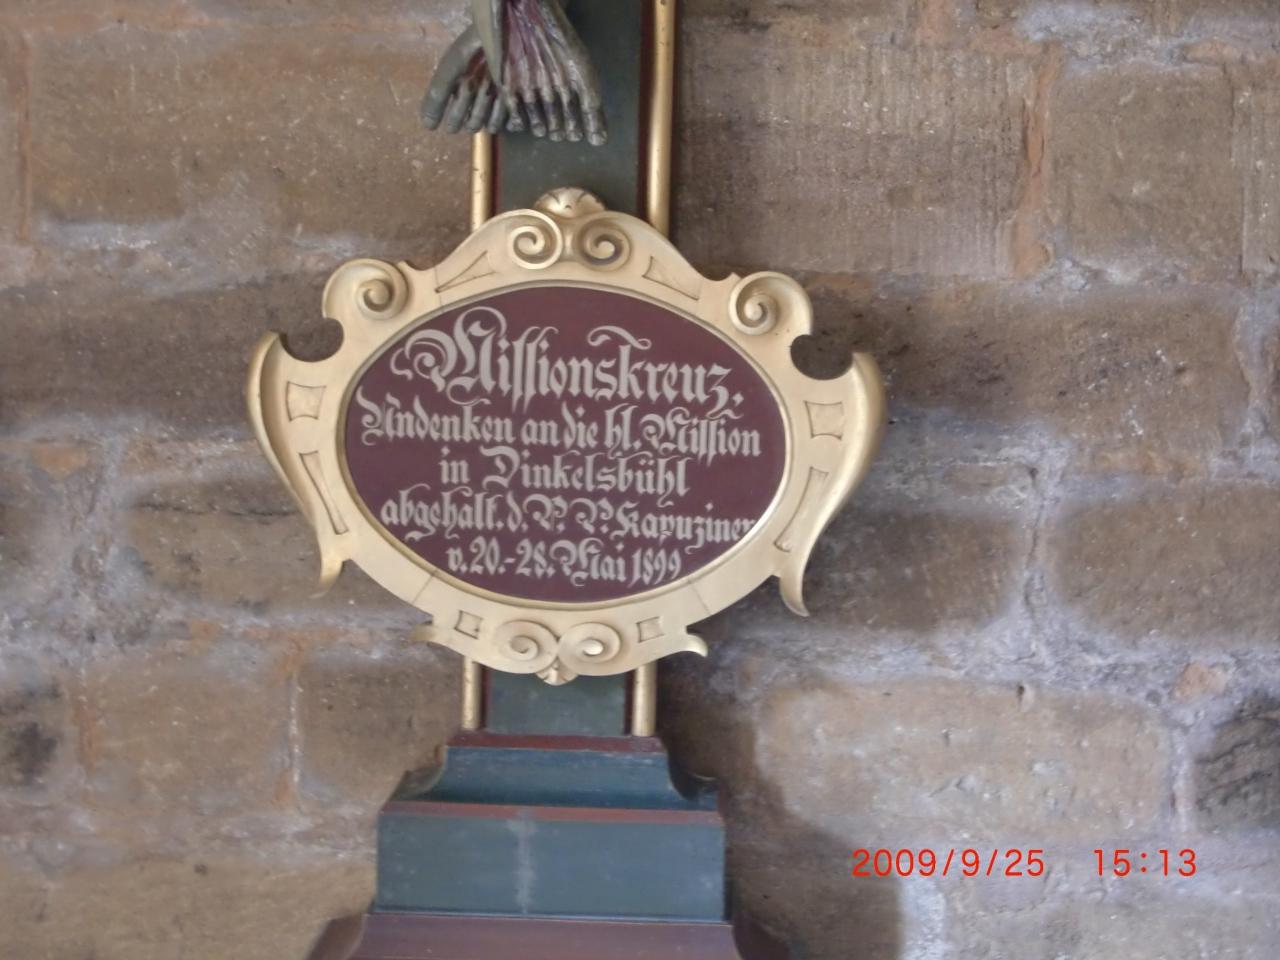 Missionskreuz.
Andenken an die hl. Mission
in Dinkelsbühl
abgehalt. d. P. P. Kapuziner
v. 20.-28. Mai 1899
2009/9/25 15:13